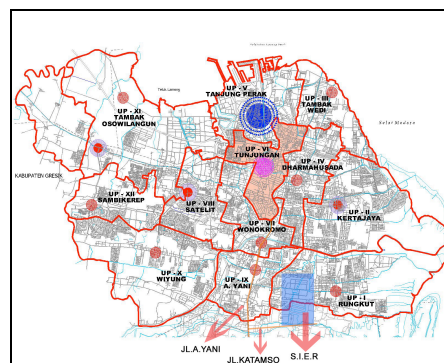 Teluk Lamong
UP - XI
TAMBAK
OSOWILANGUN
UP - V
TANJUNG PERAK
UP - III
TAMBAK
WEDI
Selat Madura
UP - VI
TUNJUNGAN
UP - IV
DHARMAHUSADA
KABUPATEN GRESIK
UP - XII
SAMBIKEREP
UP - VIII
SATELIT
UP - II
KERTAJAYA
UP - VII
WONOKROMO
UP - X
WIYUNG
UP - IX
A. YANI
UP - I
RUNGKUT
JL.A.YANI
JL.KATAMSO
S.I.E.R